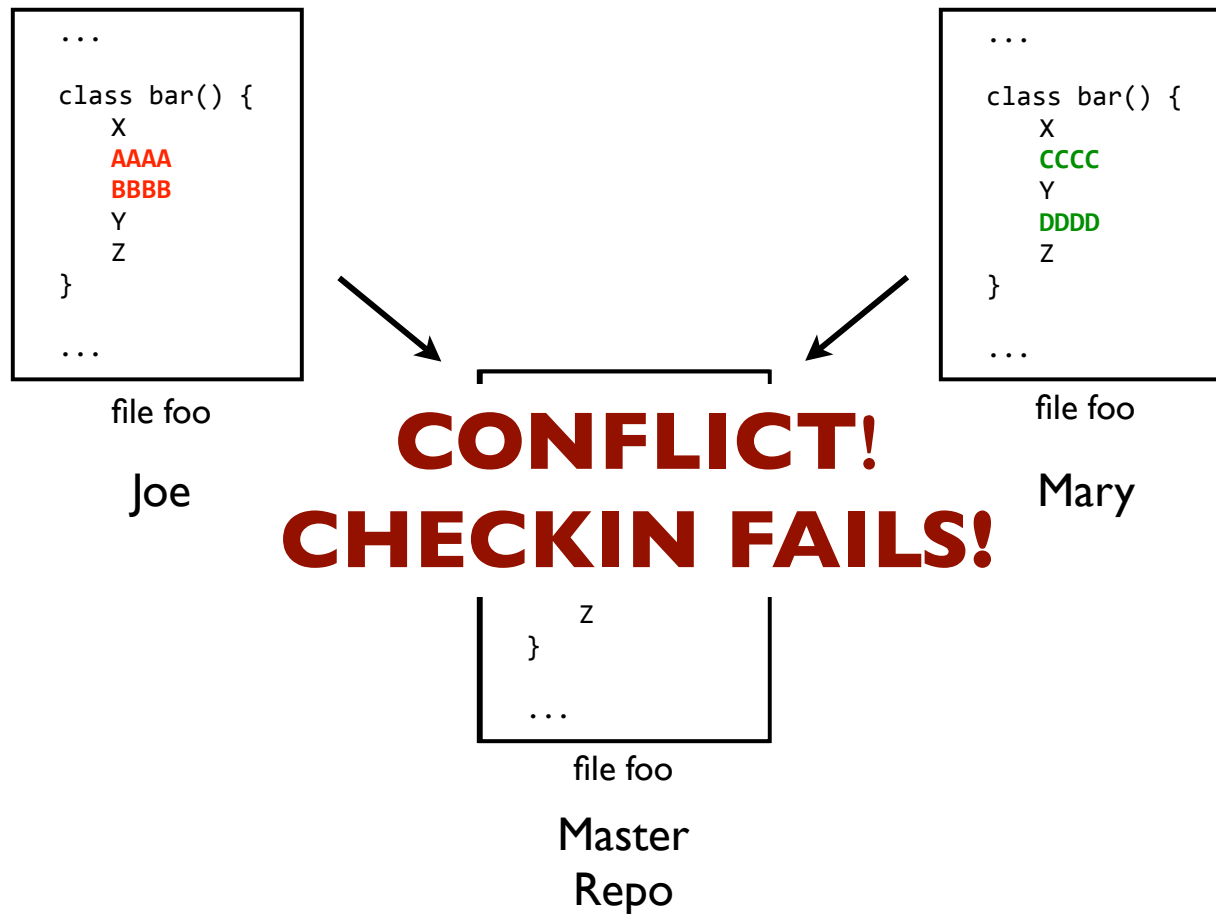 ...
class bar() {
X
AAAA
BBBB
Y
Z
}
...
file foo
Joe
...
class bar() {
X
CCCC
Y
DDDD
Z
}
...
file foo
Mary
CONFLICT!
CHECKIN FAILS!
Z
}
...
file foo
Master
Repo